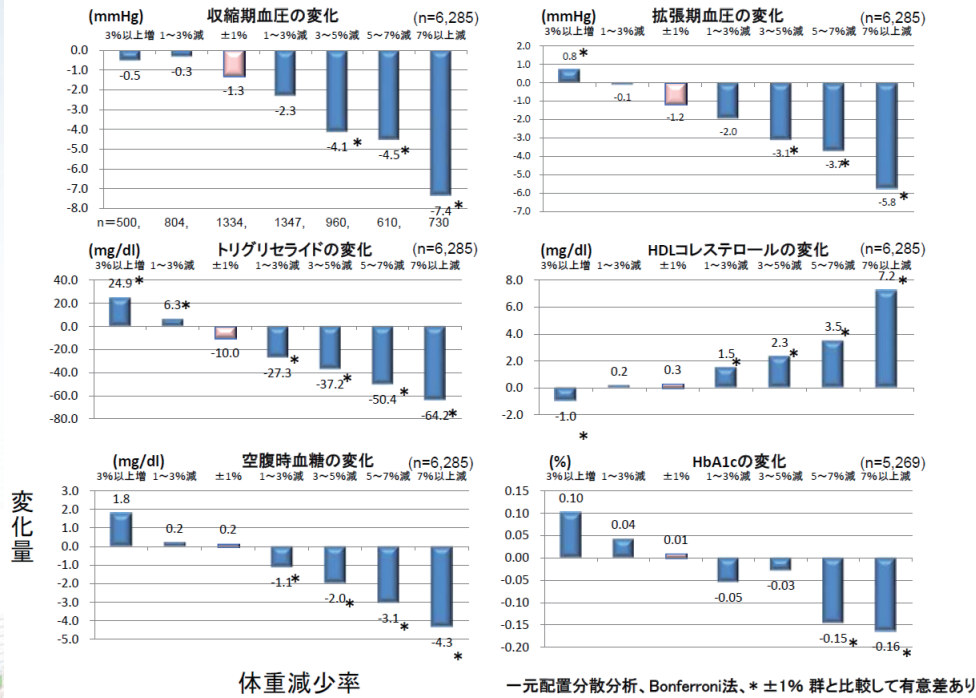 (mmHg) 収縮期血圧の変化 (n=6,285)
3%以上増 1～3%減 ±1% 1～3%減 3～5%減 5～7%減 7%以上減
0.0
-1.0
-2.0
-3.0
-4.0
-5.0
-6.0
-7.0
-8.0
-0.5 -0.3 -1.3 -2.3 -4.1* -4.5* -7.4*
n=500, 804, 1334, 1347, 960, 610, 730
(mmHg) 拡張期血圧の変化 (n=6,285)
3%以上増 1～3%減 ±1% 1～3%減 3～5%減 5～7%減 7%以上減
2.0
1.0
0.0
-1.0
-2.0
-3.0
-4.0
-5.0
-6.0
-7.0
0.8* -0.1 -1.2 -2.0 -3.1* -3.7* -5.8*
(mg/dl) トリグリセライドの変化 (n=6,285)
3%以上増 1～3%減 ±1% 1～3%減 3～5%減 5～7%減 7%以上減
40.0
20.0
0.0
-20.0
-40.0
-60.0
-80.0
24.9* 6.3* -10.0 -27.3* -37.2* -50.4* -64.2*
(mg/dl) HDLコレステロールの変化 (n=6,285)
3%以上増 1～3%減 ±1% 1～3%減 3～5%減 5～7%減 7%以上減
8.0
6.0
4.0
2.0
0.0
-2.0
-1.0* 0.2 0.3 1.5* 2.3* 3.5* 7.2*
(mg/dl) 空腹時血糖の変化 (n=6,285)
3%以上増 1～3%減 ±1% 1～3%減 3～5%減 5～7%減 7%以上減
3.0
2.0
1.0
0.0
-1.0
-2.0
-3.0
-4.0
-5.0
1.8 0.2 0.2 -1.1* -2.0* -3.1* -4.3*
(%) HbA1cの変化 (n=5,269)
3%以上増 1～3%減 ±1% 1～3%減 3～5%減 5～7%減 7%以上減
0.15
0.10
0.05
0.00
-0.05
-0.10
-0.15
-0.20
0.10 0.04 0.01 -0.05 -0.03 -0.15* -0.16*
変化量
体重減少率
一元配置分散分析、Bonferroni法、* ±1% 群と比較して有意差あり